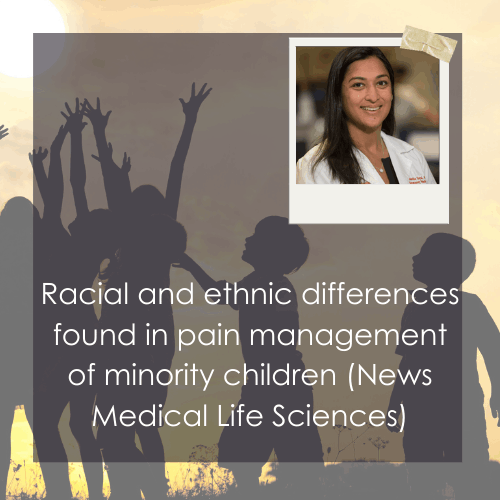 Racial and ethnic differences
found in pain management
of minority children (News
Medical Life Sciences)